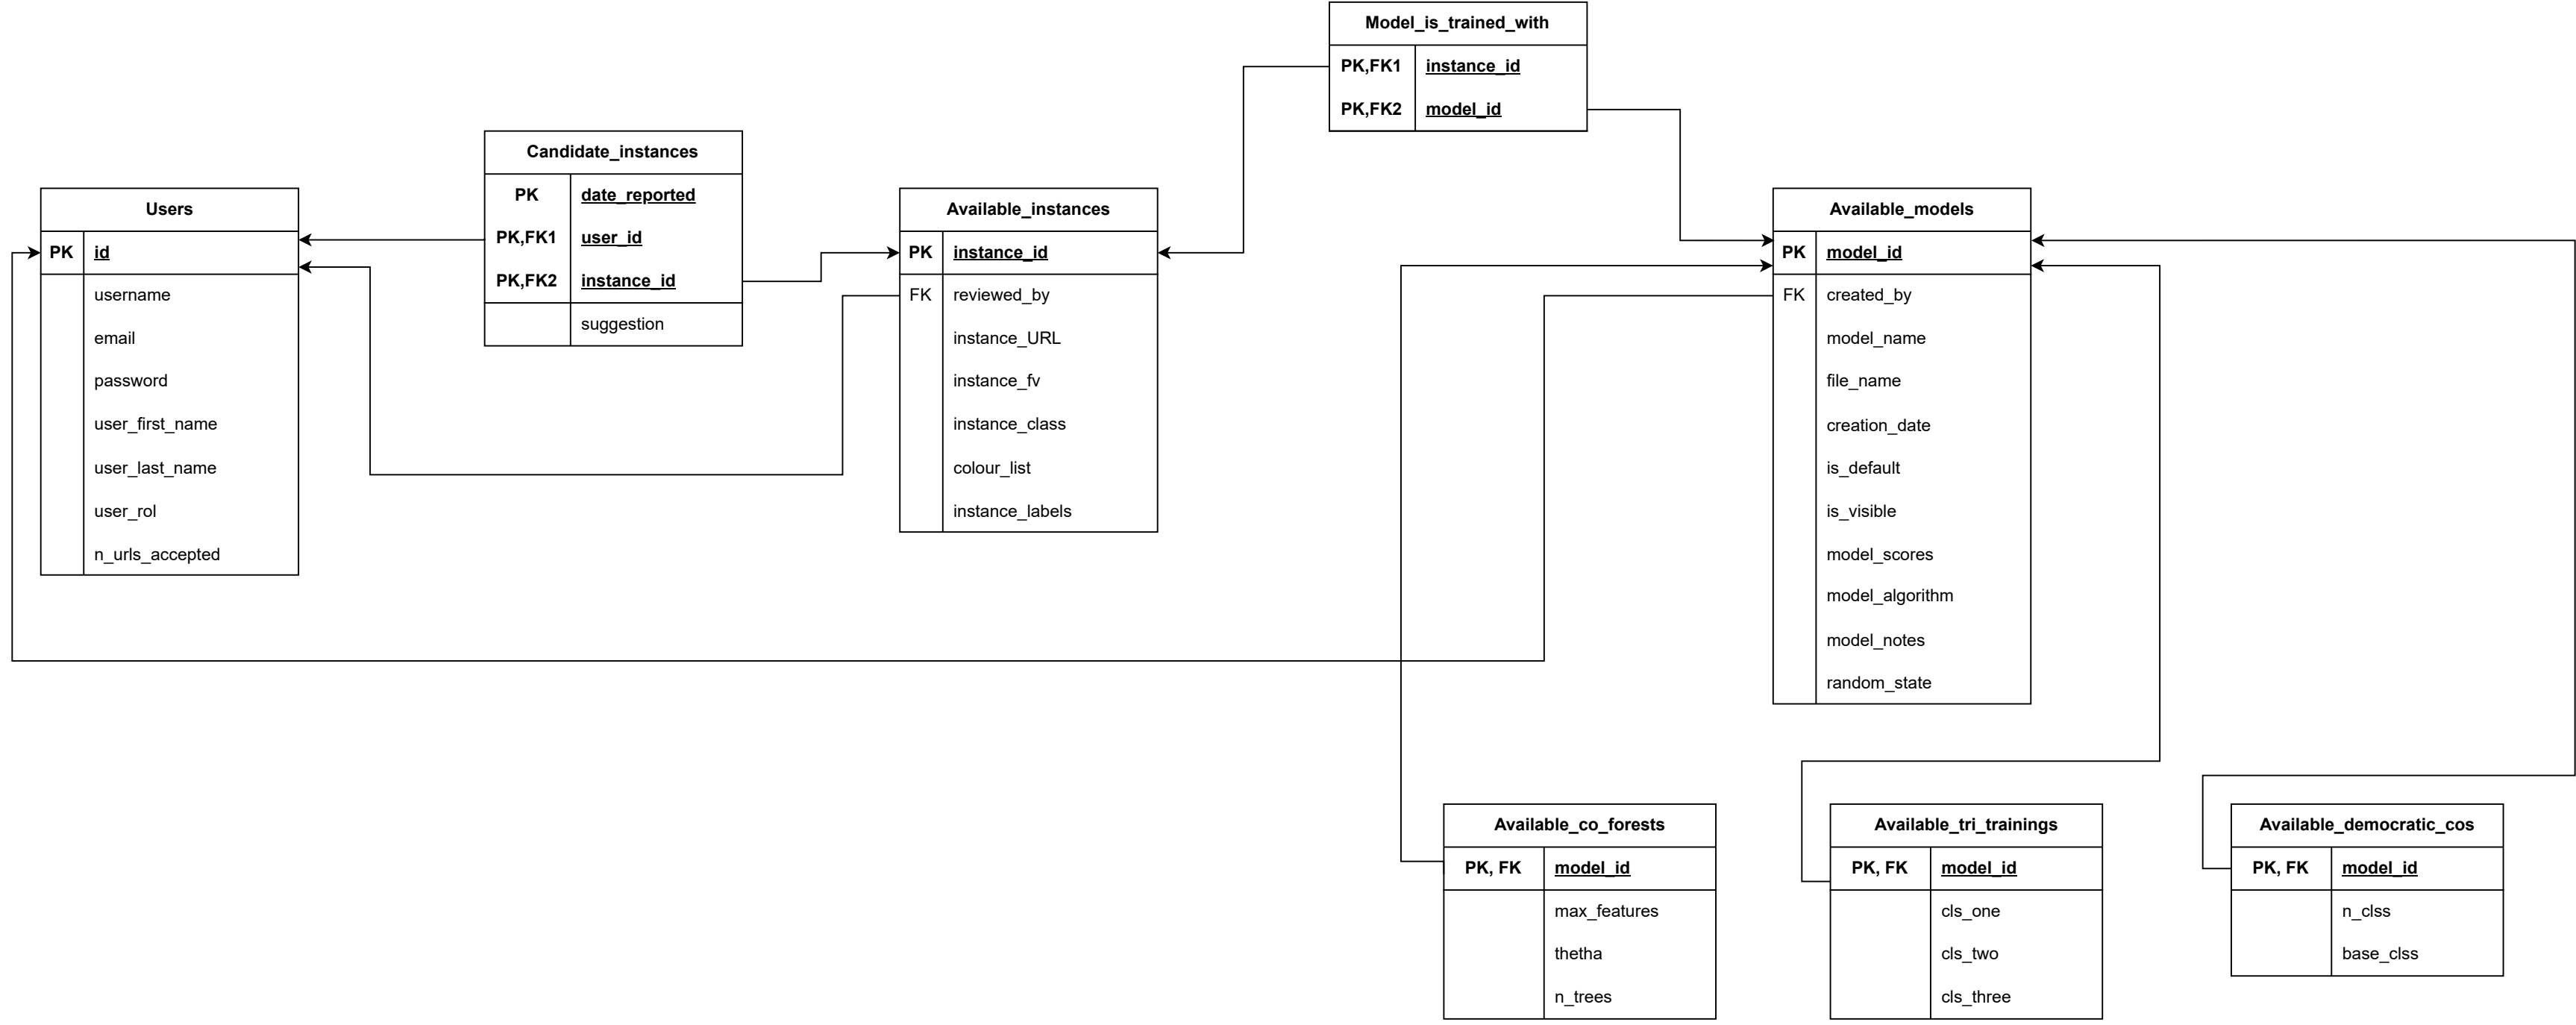 Model_is_trained_with
PK,FK1 instance_id
PK,FK2 model_id
Candidate_instances
PK date_reported
PK,FK1 user_id
PK,FK2 instance_id
suggestion
Users
PK id
username
email
password
user_first_name
user_last_name
user_rol
n_urls_accepted
Available_instances
PK instance_id
FK reviewed_by
instance_URL
instance_fv
instance_class
colour_list
instance_labels
Available_models
PK model_id
FK created_by
model_name
file_name
creation_date
is_default
is_visible
model_scores
model_algorithm
model_notes
random_state
Available_co_forests
PK, FK model_id
max_features
thetha
n_trees
Available_tri_trainings
PK, FK model_id
cls_one
cls_two
cls_three
Available_democratic_cos
PK, FK model_id
n_clss
base_clss